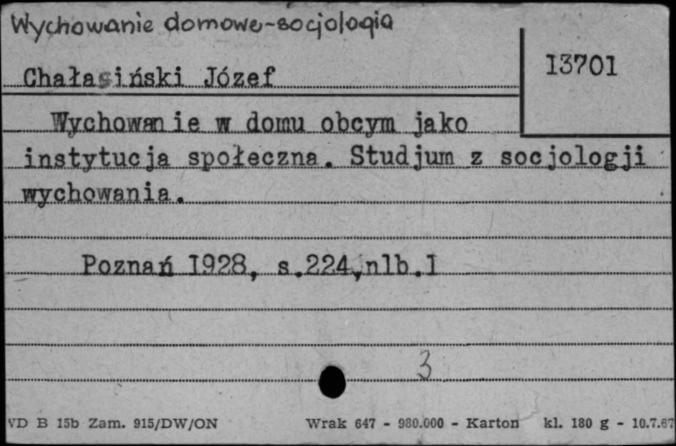 Wychowanie domowe-socjologia
13701
Chałasiński Józef
Wychowanie w domu obcym jako
instytucja społeczna. Studjum z socjologji
wychowania.
Poznań 1928, s.224,nlb.1
3
VD B 15b Zam. 915/DW/ON Wrak 647 - 980.000 - Karton kl. 180 g - 10.7.67